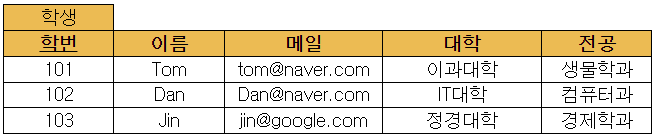 학생
학번 이름 메일 대학 전공
101 Tom tom@naver.com 이과대학 생물학과
102 Dan Dan@naver.com IT대학 컴퓨터과
103 Jin jin@google.com 정경대학 경제학과